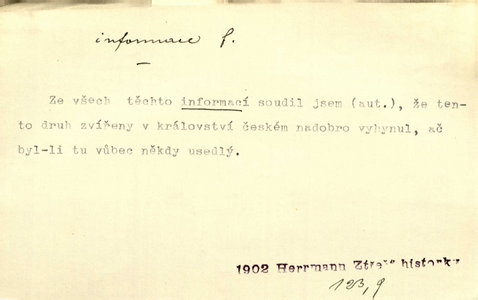 informace f.
Ze všech těchto informací soudil jsem (aut.), že ten-
to druh zvířeny v království českém nadobro vyhynul, ač
byl-li tu vůbec někdy usedlý.
1902 Herrmann historky
123,9